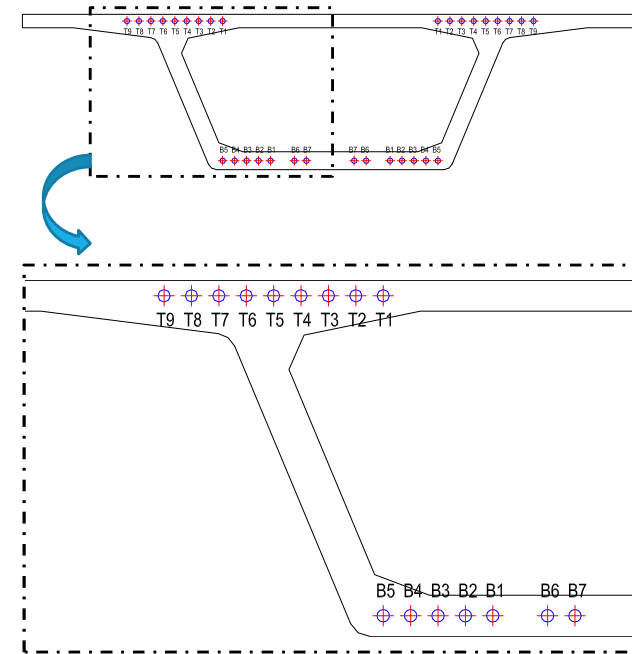 T9 T8 T7 T6 T5 T4 T3 T2 T1 T1 T2 T3 T4 T5 T6 T7 T8 T9
B5 B4 B3 B2 B1 B6 B7 B7 B6 B1 B2 B3 B4 B5
T9 T8 T7 T6 T5 T4 T3 T2 T1
B5 B4 B3 B2 B1 B6 B7